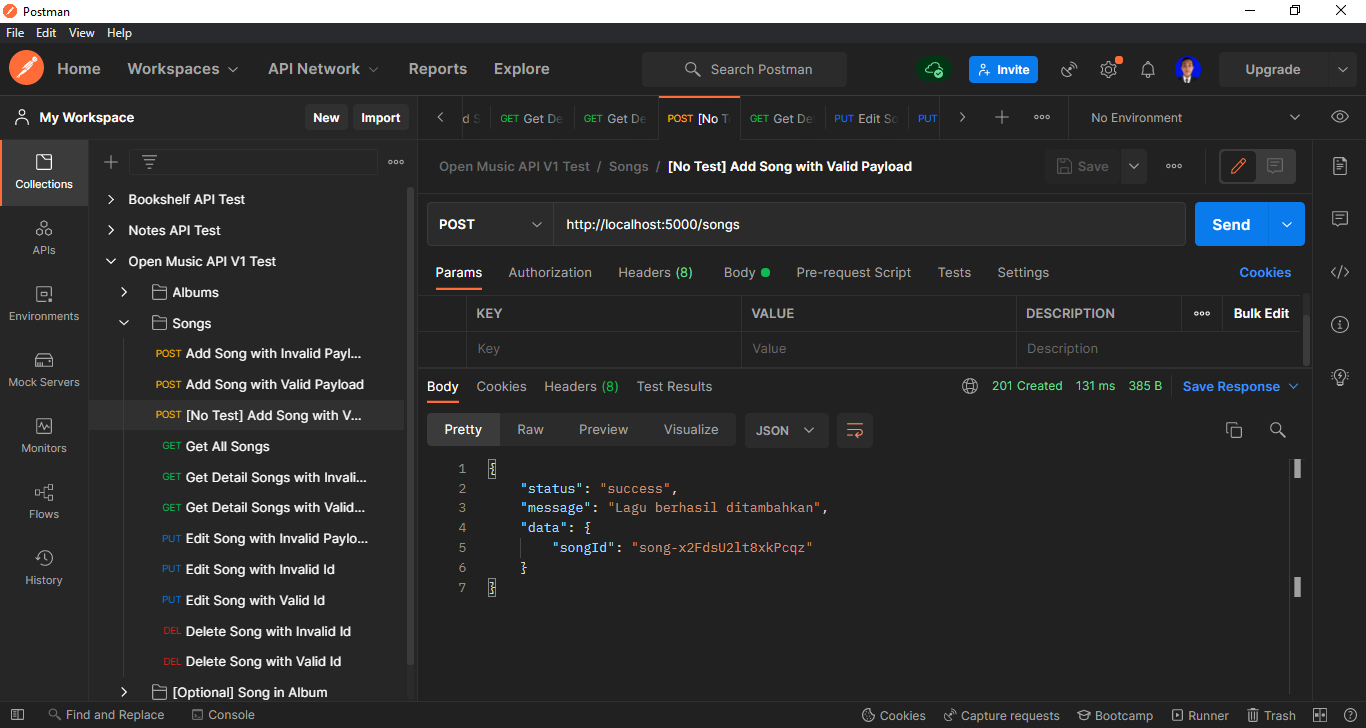 Postman
File Edit View Help
Home Workspaces API Network Reports Explore Search Postman Invite Upgrade
My Workspace New Import
d S GET Get De GET Get De POST [No T GET Get De PUT Edit Sc PUT No Environment
Collections
APIs
Environments
Mock Servers
Monitors
Flows
History
Bookshelf API Test
Notes API Test
Open Music API V1 Test
Albums
Songs
POST Add Song with Invalid Payl...
POST Add Song with Valid Payload
POST [No Test] Add Song with V...
GET Get All Songs
GET Get Detail Songs with Invali...
GET Get Detail Songs with Valid...
PUT Edit Song with Invalid Paylo...
PUT Edit Song with Invalid Id
PUT Edit Song with Valid Id
DEL Delete Song with Invalid Id
DEL Delete Song with Valid Id
[Optional] Song in Album
Open Music API V1 Test / Songs / [No Test] Add Song with Valid Payload Save
POST http://localhost:5000/songs Send
Params Authorization Headers (8) Body Pre-request Script Tests Settings Cookies
KEY VALUE DESCRIPTION Bulk Edit
Key Value Description
Body Cookies Headers (8) Test Results 201 Created 131 ms 385 B Save Response
Pretty Raw Preview Visualize JSON
1 {
2 "status": "success",
3 "message": "Lagu berhasil ditambahkan",
4 "data": {
5 "songId": "song-x2FdsU2lt8xkPcqz"
6 }
7 }
Find and Replace Console Cookies Capture requests Bootcamp Runner Trash